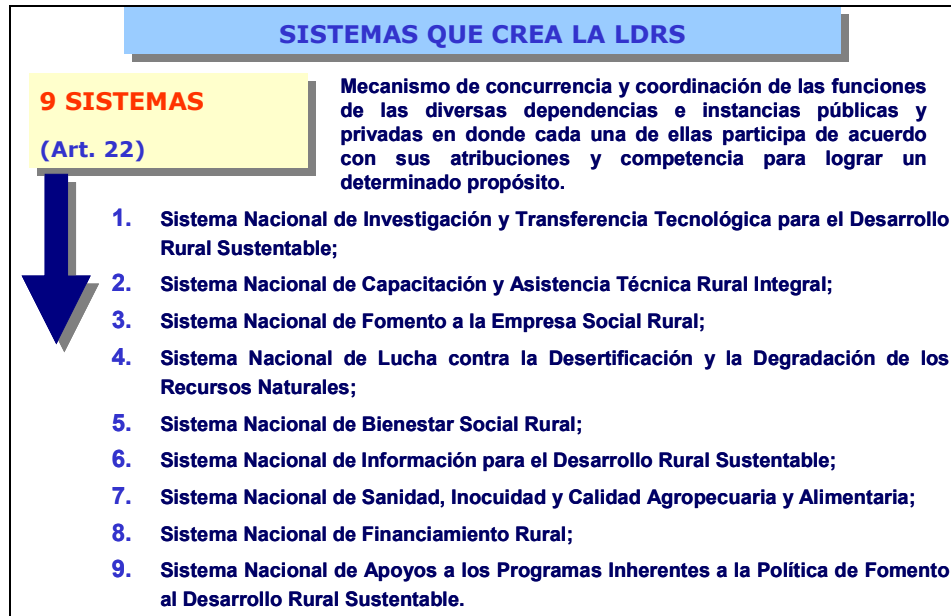 SISTEMAS QUE CREA LA LDRS
9 SISTEMAS
(Art. 22)
Mecanismo de concurrencia y coordinación de las funciones
de las diversas dependencias e instancias públicas y
privadas en donde cada una de ellas participa de acuerdo
con sus atribuciones y competencia para lograr un
determinado propósito.
1. Sistema Nacional de Investigación y Transferencia Tecnológica para el Desarrollo
Rural Sustentable;
2. Sistema Nacional de Capacitación y Asistencia Técnica Rural Integral;
3. Sistema Nacional de Fomento a la Empresa Social Rural;
4. Sistema Nacional de Lucha contra la Desertificación y la Degradación de los
Recursos Naturales;
5. Sistema Nacional de Bienestar Social Rural;
6. Sistema Nacional de Información para el Desarrollo Rural Sustentable;
7. Sistema Nacional de Sanidad, Inocuidad y Calidad Agropecuaria y Alimentaria;
8. Sistema Nacional de Financiamiento Rural;
9. Sistema Nacional de Apoyos a los Programas Inherentes a la Política de Fomento
al Desarrollo Rural Sustentable.